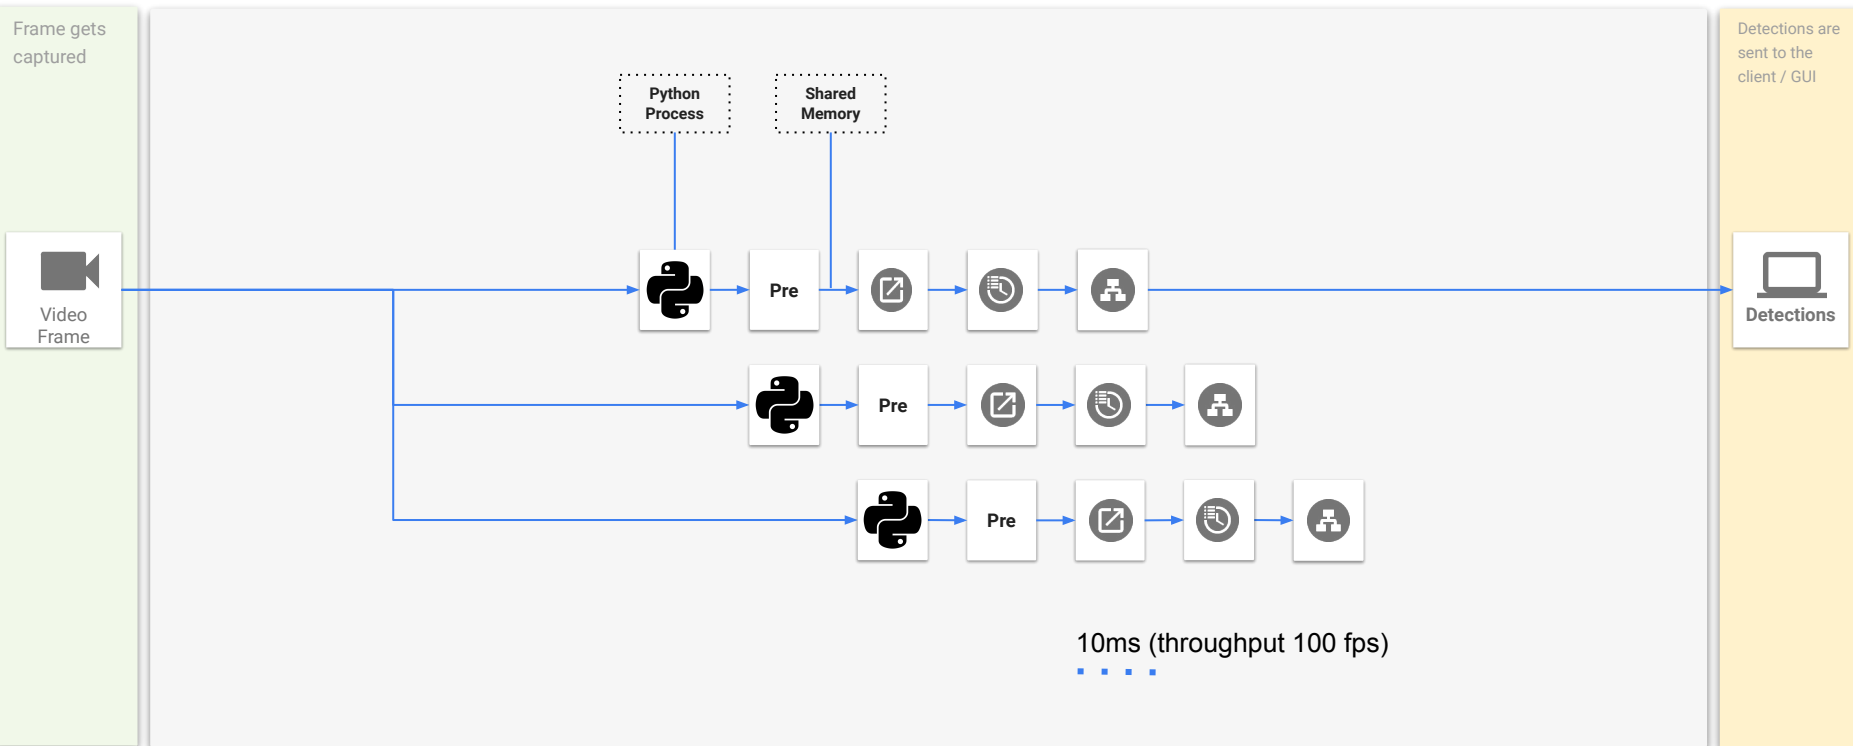 Frame gets
captured
Detections are
sent to the
client / GUI
Python
Process
Shared
Memory
Video
Frame
Pre
Detections
Pre
Pre
10ms (throughput 100 fps)